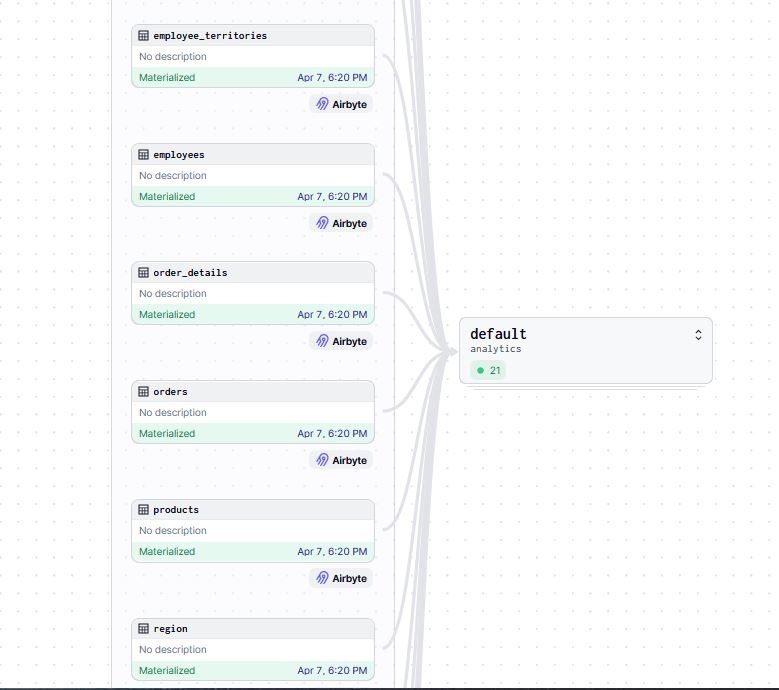 employee_territories
No description
Materialized Apr 7, 6:20 PM
Airbyte
employees
No description
Materialized Apr 7, 6:20 PM
Airbyte
order_details
No description
Materialized Apr 7, 6:20 PM
Airbyte
orders
No description
Materialized Apr 7, 6:20 PM
Airbyte
products
No description
Materialized Apr 7, 6:20 PM
Airbyte
region
No description
Materialized Apr 7, 6:20 PM
default
analytics
21